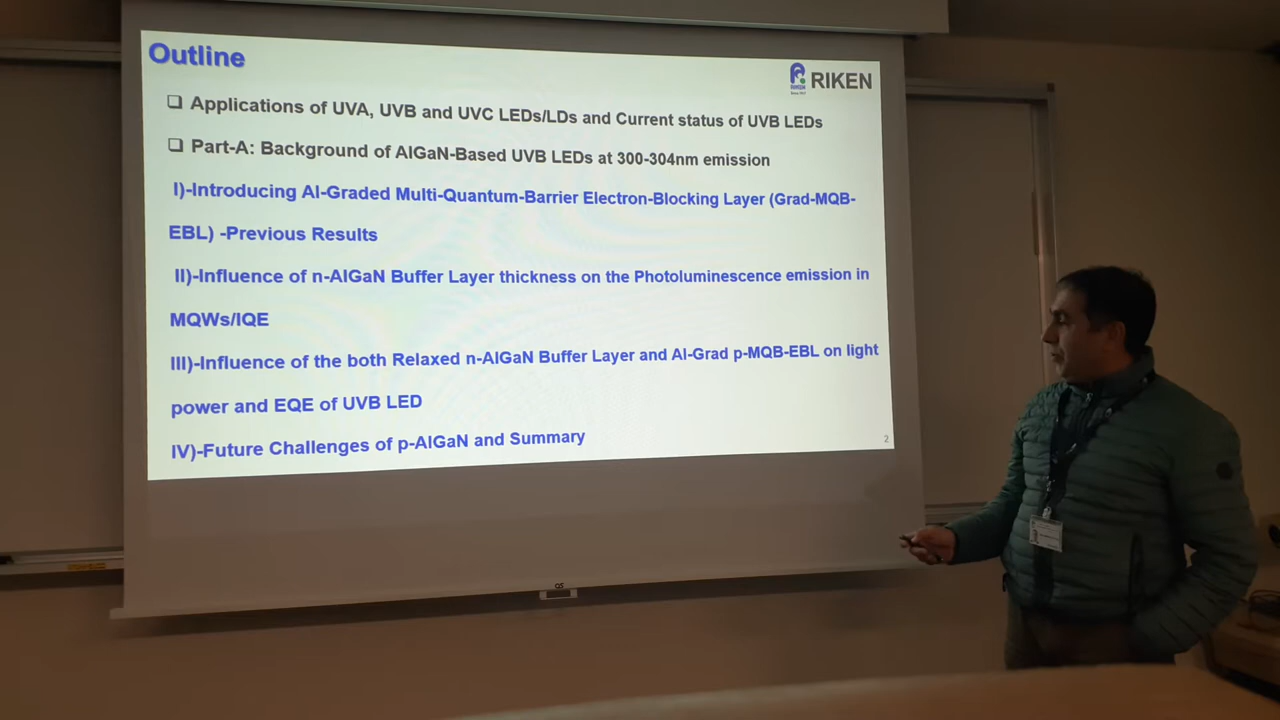 Outline
RIKEN
❑ Applications of UVA, UVB and UVC LEDs/LDs and Current status of UVB LEDs
❑ Part-A: Background of AlGaN-Based UVB LEDs at 300-304nm emission
I)-Introducing Al-Graded Multi-Quantum-Barrier Electron-Blocking Layer (Grad-MQB-
EBL) -Previous Results
II)-Influence of n-AlGaN Buffer Layer thickness on the Photoluminescence emission in
MQWs/IQE
III)-Influence of the both Relaxed n-AlGaN Buffer Layer and Al-Grad p-MQB-EBL on light
power and EQE of UVB LED
IV)-Future Challenges of p-AlGaN and Summary
2